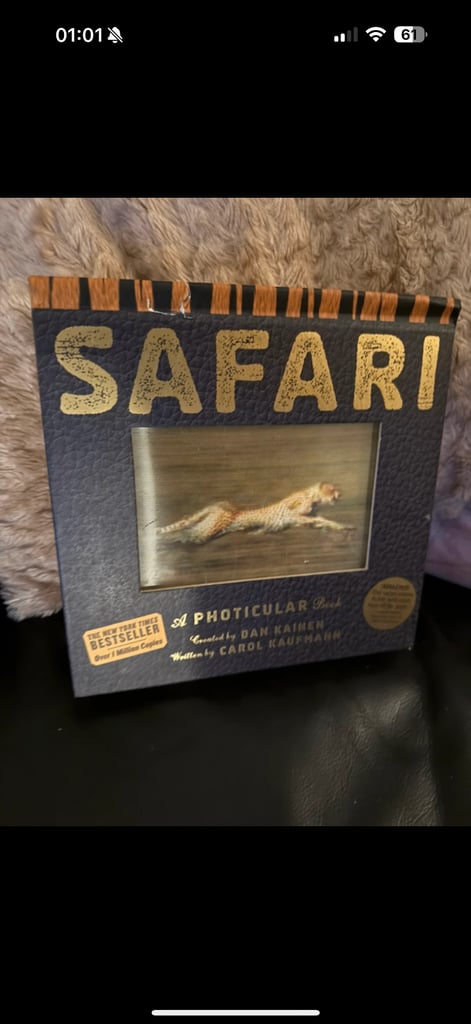 01:01
61
SAFARI
A PHOTICULAR Book
Created by DAN KAINEN
Written by CAROL KAUFMANN
THE NEW YORK TIMES
BESTSELLER
Over 1 Million Copies
AMAZING!